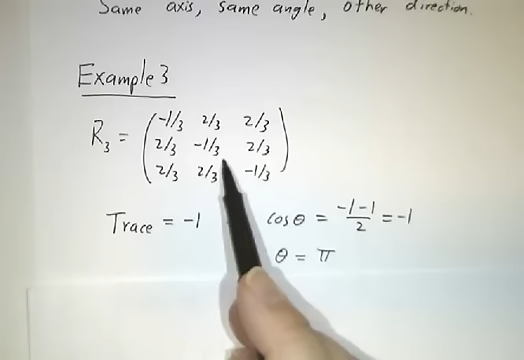 Same axis, same angle, other direction.
Example 3
R₃ = ( -1/3 2/3 2/3
2/3 -1/3 2/3
2/3 2/3 -1/3 )
Trace = -1 cosθ = (-1-1)/2 = -1
θ = π